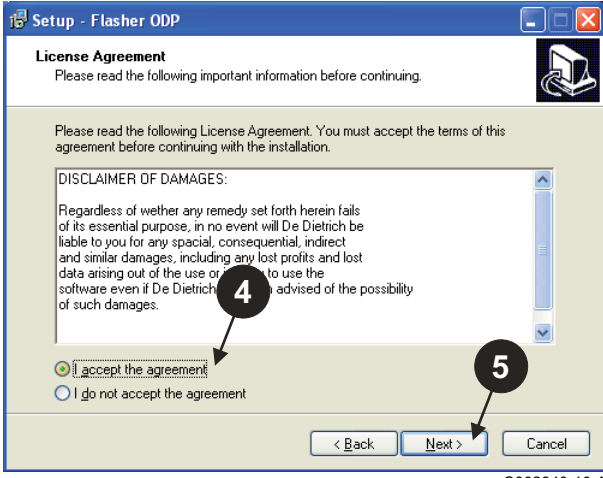 Setup - Flasher ODP
License Agreement
Please read the following important information before continuing.
Please read the following License Agreement. You must accept the terms of this
agreement before continuing with the installation.
DISCLAIMER OF DAMAGES:
Regardless of wether any remedy set forth herein fails
of its essential purpose, in no event will De Dietrich be
liable to you for any spacial, consequential, indirect
and similar damages, including any lost profits and lost
data arising out of the use or to use the
software even if De Dietrich advised of the possibility
of such damages.
4
I accept the agreement
I do not accept the agreement
5
< Back
Next >
Cancel